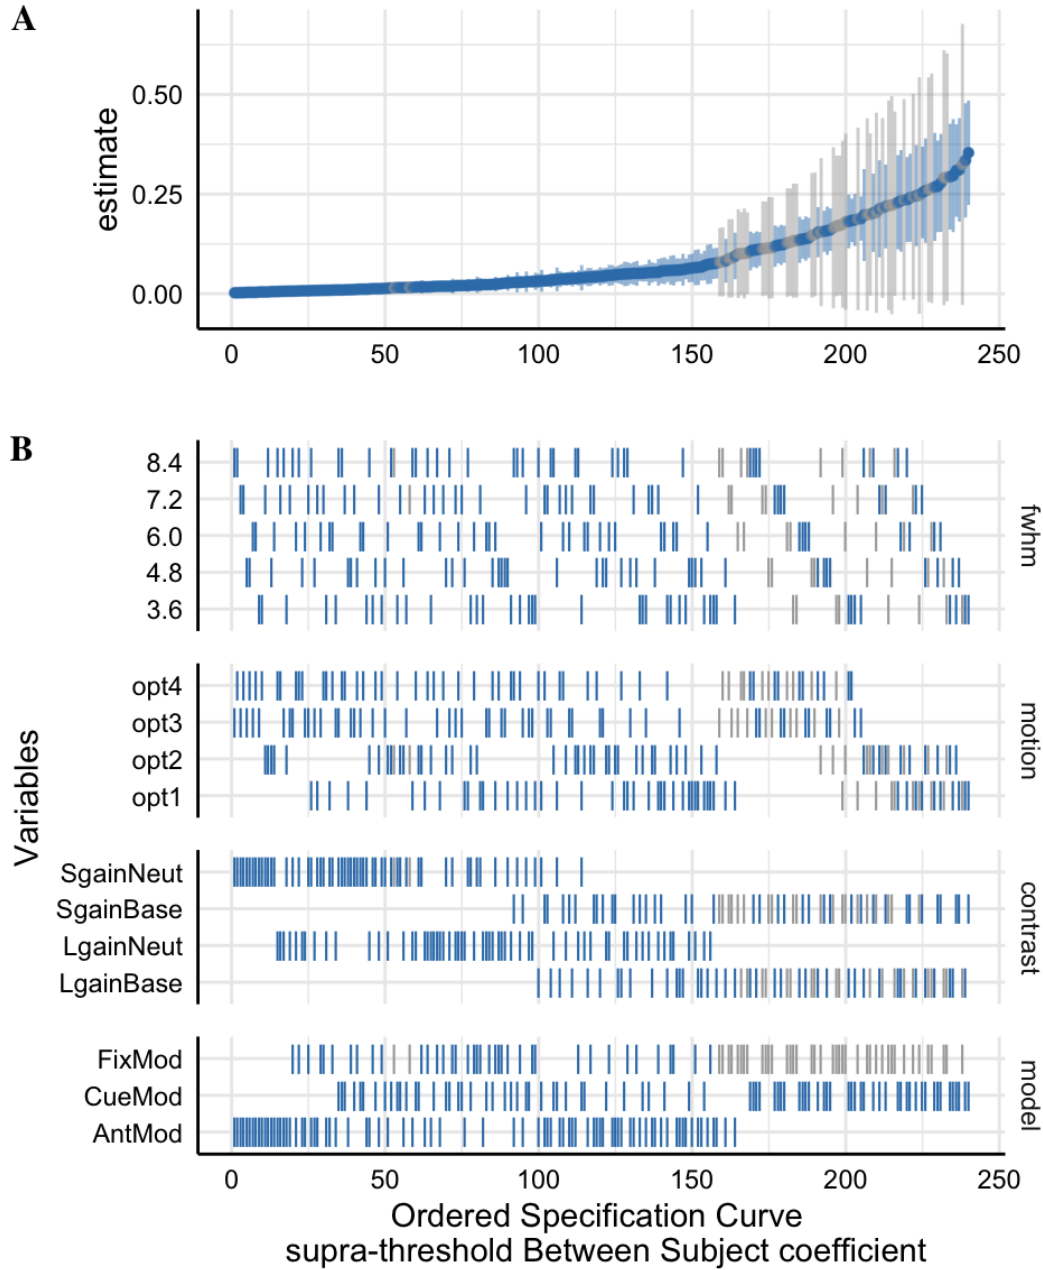 A
estimate
0.50
0.25
0.00
0 50 100 150 200 250
B
Variables
8.4
7.2
6.0
4.8
3.6
fwhm
opt4
opt3
opt2
opt1
motion
SgainNeut
SgainBase
LgainNeut
LgainBase
contrast
FixMod
CueMod
AntMod
model
0 50 100 150 200 250
Ordered Specification Curve
supra-threshold Between Subject coefficient